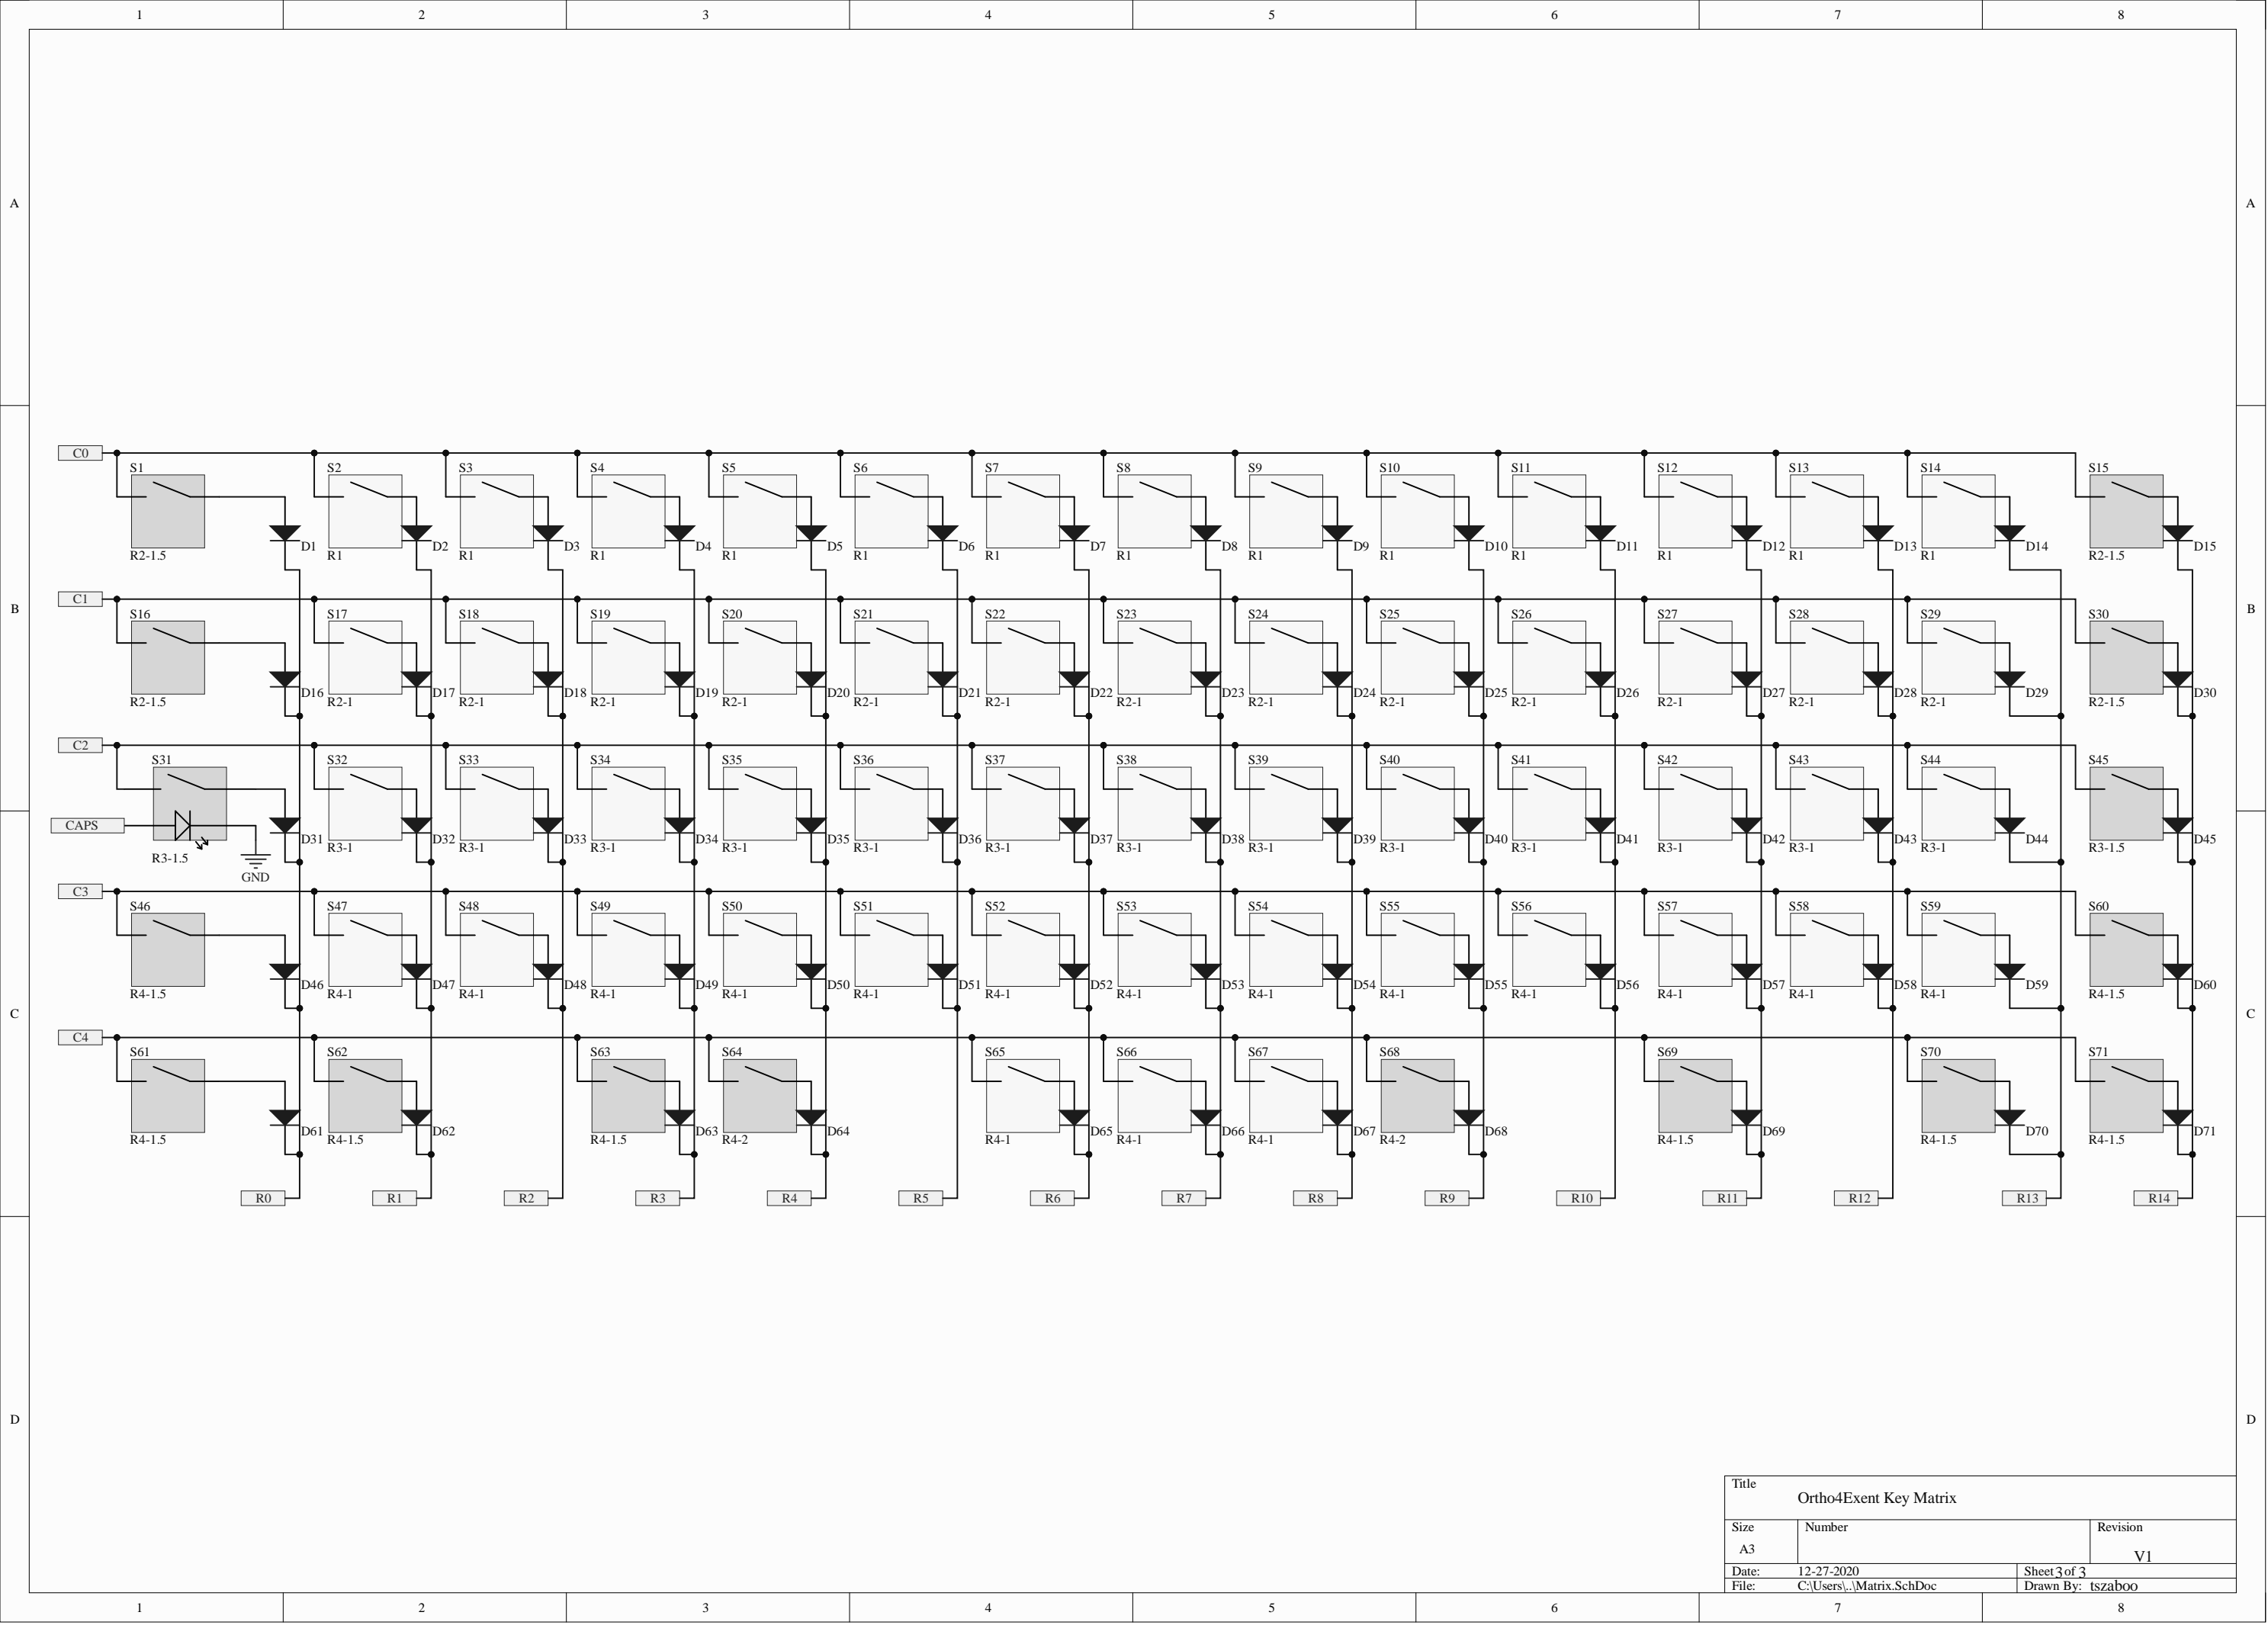 1 2 3 4 5 6 7 8
A A
C0 S1 S2 S3 S4 S5 S6 S7 S8 S9 S10 S11 S12 S13 S14 S15
D1 D2 D3 D4 D5 D6 D7 D8 D9 D10 D11 D12 D13 D14 D15
R2-1.5 R1 R1 R1 R1 R1 R1 R1 R1 R1 R1 R1 R1 R1 R2-1.5
C1
B B
S16 S17 S18 S19 S20 S21 S22 S23 S24 S25 S26 S27 S28 S29 S30
D16 D17 D18 D19 D20 D21 D22 D23 D24 D25 D26 D27 D28 D29 D30
R2-1.5 R2-1 R2-1 R2-1 R2-1 R2-1 R2-1 R2-1 R2-1 R2-1 R2-1 R2-1 R2-1 R2-1 R2-1.5
C2
S31 S32 S33 S34 S35 S36 S37 S38 S39 S40 S41 S42 S43 S44 S45
CAPS
D31 D32 D33 D34 D35 D36 D37 D38 D39 D40 D41 D42 D43 D44 D45
R3-1.5 R3-1 R3-1 R3-1 R3-1 R3-1 R3-1 R3-1 R3-1 R3-1 R3-1 R3-1 R3-1 R3-1 R3-1.5
GND
C3
S46 S47 S48 S49 S50 S51 S52 S53 S54 S55 S56 S57 S58 S59 S60
D46 D47 D48 D49 D50 D51 D52 D53 D54 D55 D56 D57 D58 D59 D60
R4-1.5 R4-1 R4-1 R4-1 R4-1 R4-1 R4-1 R4-1 R4-1 R4-1 R4-1 R4-1 R4-1 R4-1 R4-1.5
C C
C4
S61 S62 S63 S64 S65 S66 S67 S68 S69 S70 S71
D61 D62 D63 D64 D65 D66 D67 D68 D69 D70 D71
R4-1.5 R4-1.5 R4-1.5 R4-2 R4-1 R4-1 R4-1 R4-2 R4-1.5 R4-1.5 R4-1.5
R0 R1 R2 R3 R4 R5 R6 R7 R8 R9 R10 R11 R12 R13 R14
D D
Title
Ortho4Exent Key Matrix
Size Number Revision
A3 V1
Date: 12-27-2020 Sheet 3 of 3
File: C:\Users\..\Matrix.SchDoc Drawn By: tszaboo
1 2 3 4 5 6 7 8